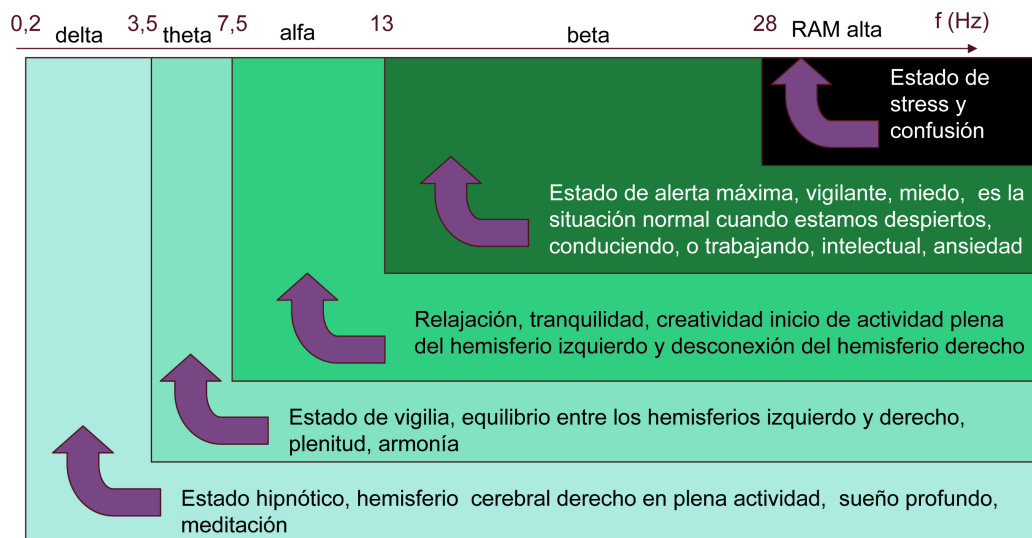 0,2 delta 3,5 theta 7,5 alfa 13 beta 28 RAM alta f (Hz)
Estado de
stress y
confusión
Estado de alerta máxima, vigilante, miedo, es la
situación normal cuando estamos despiertos,
conduciendo, o trabajando, intelectual, ansiedad
Relajación, tranquilidad, creatividad inicio de actividad plena
del hemisferio izquierdo y desconexión del hemisferio derecho
Estado de vigilia, equilibrio entre los hemisferios izquierdo y derecho,
plenitud, armonía
Estado hipnótico, hemisferio cerebral derecho en plena actividad, sueño profundo,
meditación